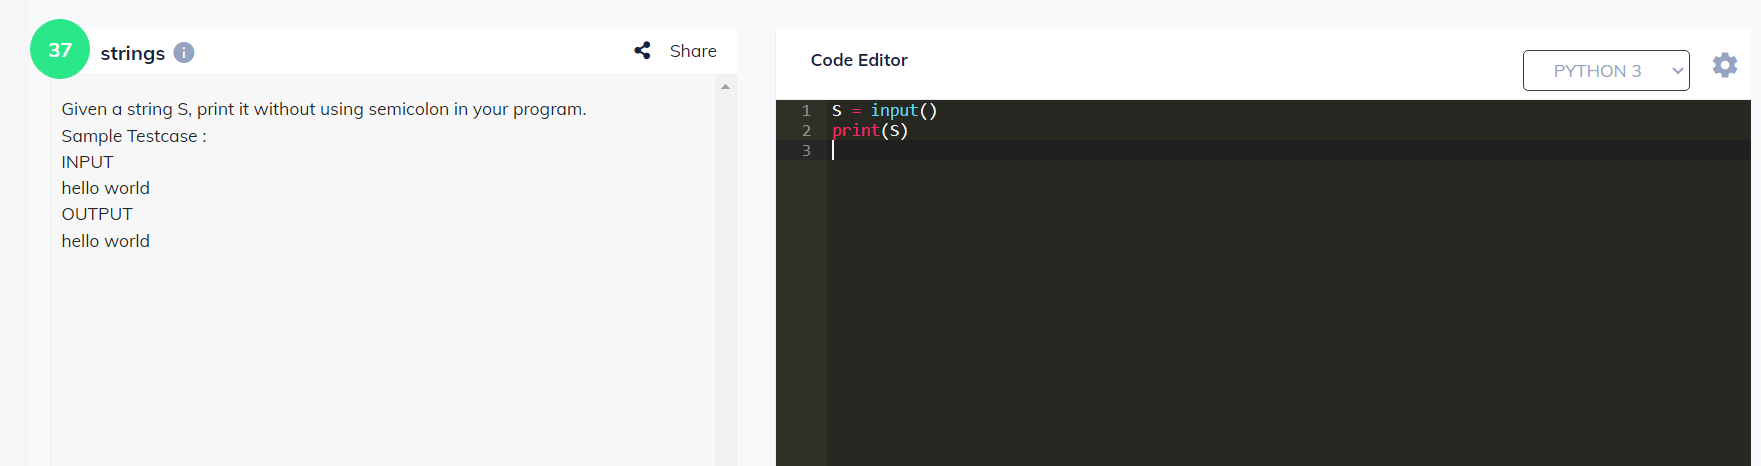 37
strings
Share
Given a string S, print it without using semicolon in your program.
Sample Testcase :
INPUT
hello world
OUTPUT
hello world
Code Editor
PYTHON 3
1 S = input()
2 print(S)
3